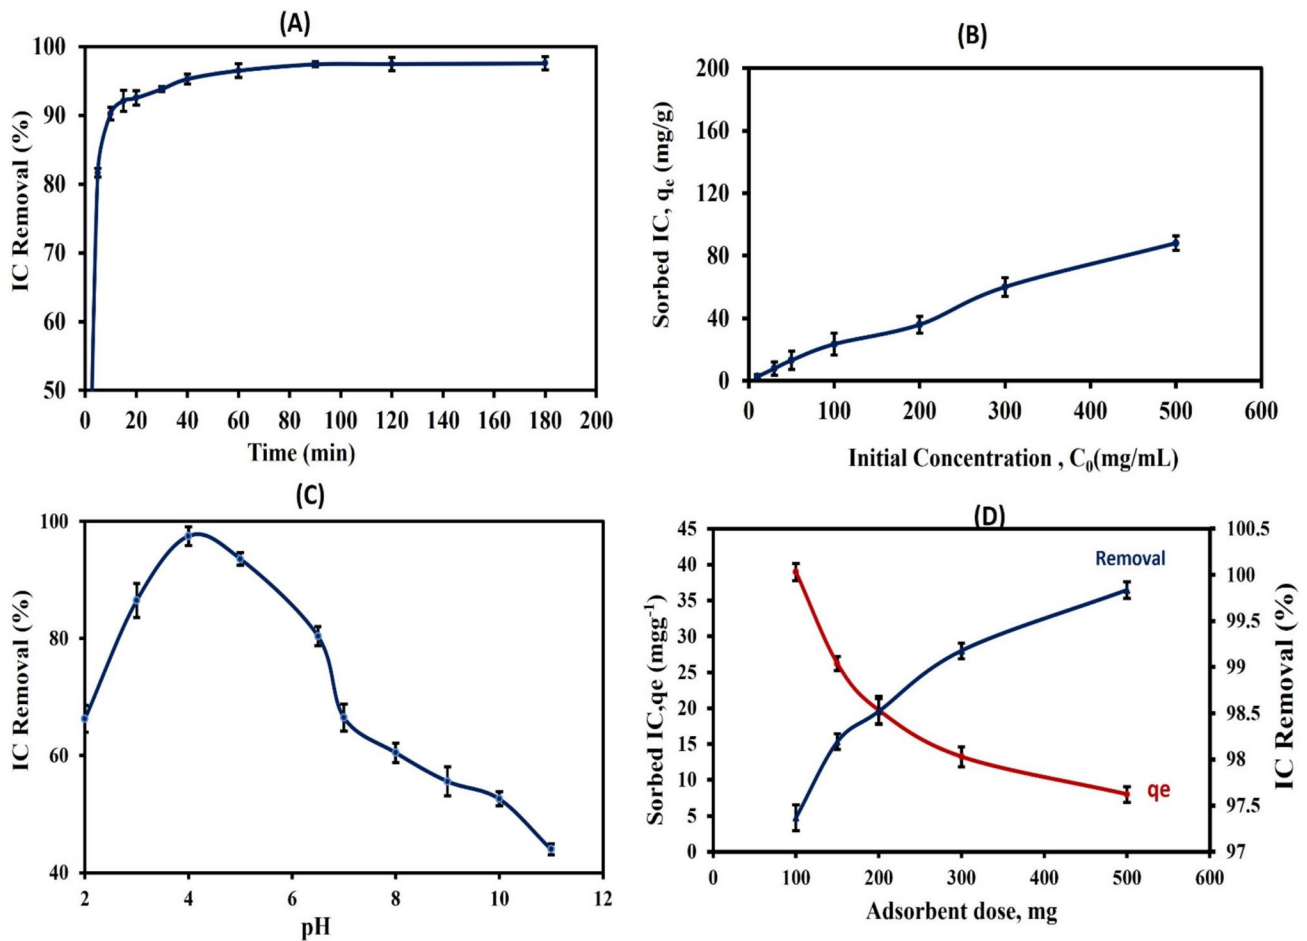 (A)
100
90
80
70
60
50
IC Removal (%)
0 20 40 60 80 100 120 140 160 180 200
Time (min)
(B)
200
160
120
80
40
0
Sorbed IC, qe (mg/g)
0 100 200 300 400 500 600
Initial Concentration , C0(mg/mL)
(C)
100
80
60
40
IC Removal (%)
2 4 6 8 10 12
pH
(D)
45
40
35
30
25
20
15
10
5
0
Sorbed IC,qe (mgg-1)
Removal
qe
100.5
100
99.5
99
98.5
98
97.5
97
IC Removal (%)
0 100 200 300 400 500 600
Adsorbent dose, mg